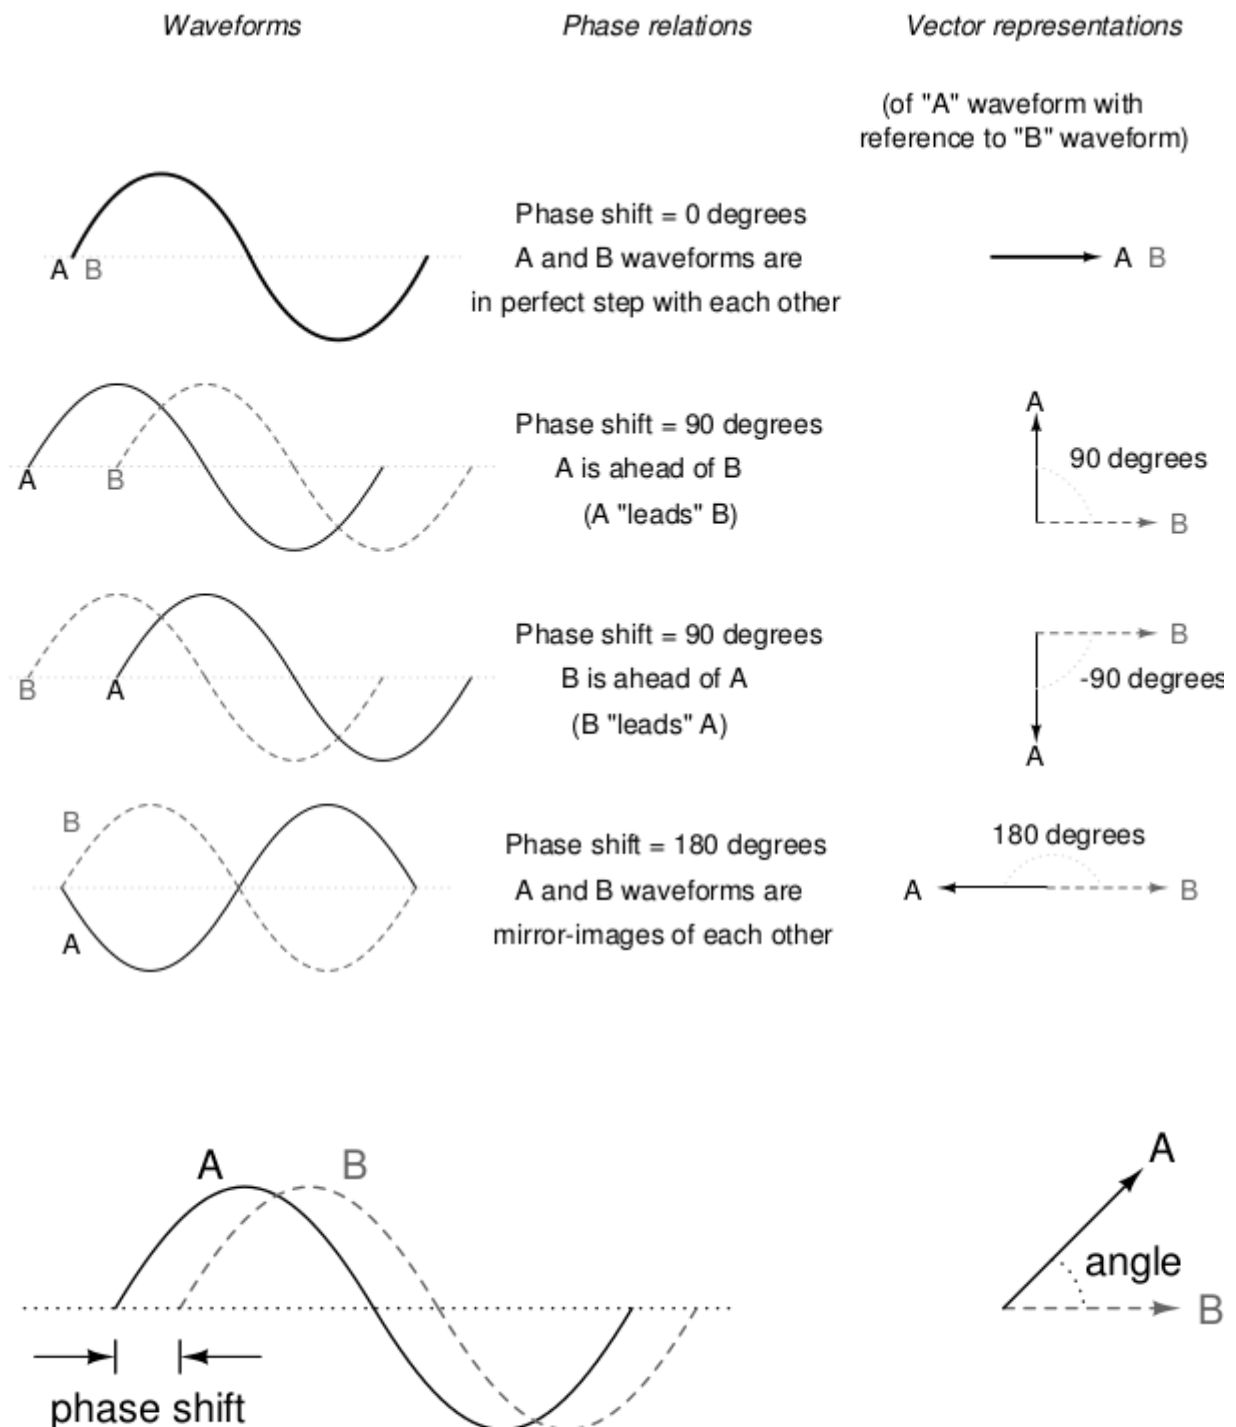 Waveforms
Phase relations
Vector representations
(of "A" waveform with
reference to "B" waveform)
A B
Phase shift = 0 degrees
A and B waveforms are
in perfect step with each other
A B
A
B
Phase shift = 90 degrees
A is ahead of B
(A "leads" B)
A
90 degrees
B
B
A
Phase shift = 90 degrees
B is ahead of A
(B "leads" A)
B
-90 degrees
A
B
A
Phase shift = 180 degrees
A and B waveforms are
mirror-images of each other
180 degrees
A
B
A
B
phase shift
A
angle
B